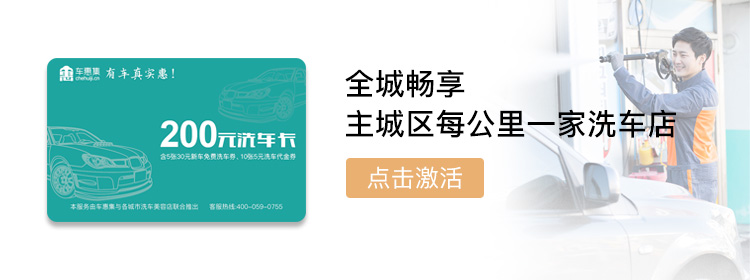 车惠集
chehuiji.cn
有车真实惠！
200元洗车卡
含5张30元新车免费洗车券、10张5元洗车代金券
本服务由车惠集与各城市洗车美容店联合推出 客服热线:400-059-0755
全城畅享
主城区每公里一家洗车店
点击激活